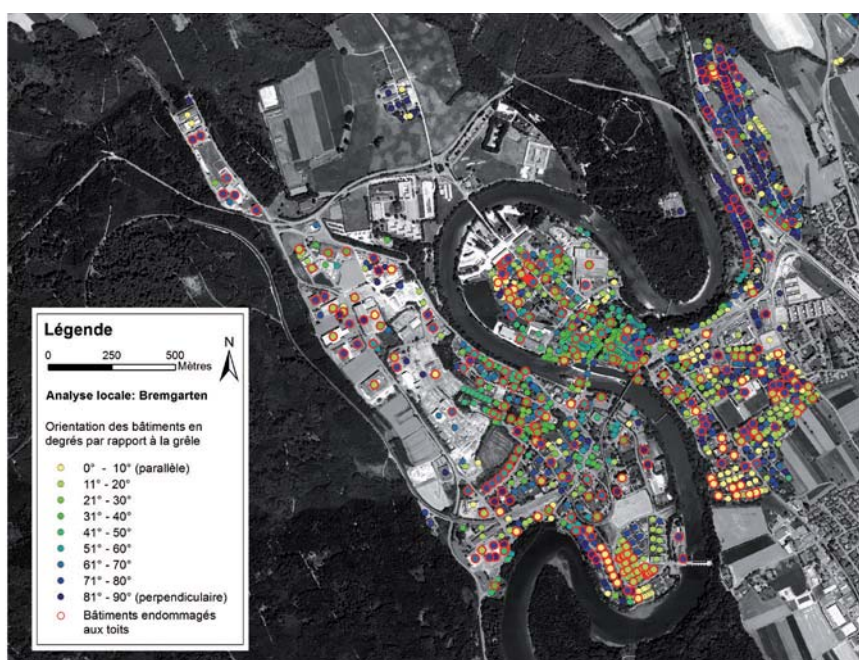 Légende
N
0 250 500
Mètres
Analyse locale: Bremgarten
Orientation des bâtiments en
degrés par rapport à la grêle
0° - 10° (parallèle)
11° - 20°
21° - 30°
31° - 40°
41° - 50°
51° - 60°
61° - 70°
71° - 80°
81° - 90° (perpendiculaire)
Bâtiments endommagés
aux toits